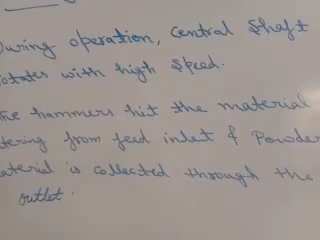 During operation, central shaft
rotates with high speed.
The hammers hit the material
tering from feed inlet & Powder
material is collected through the
outlet.